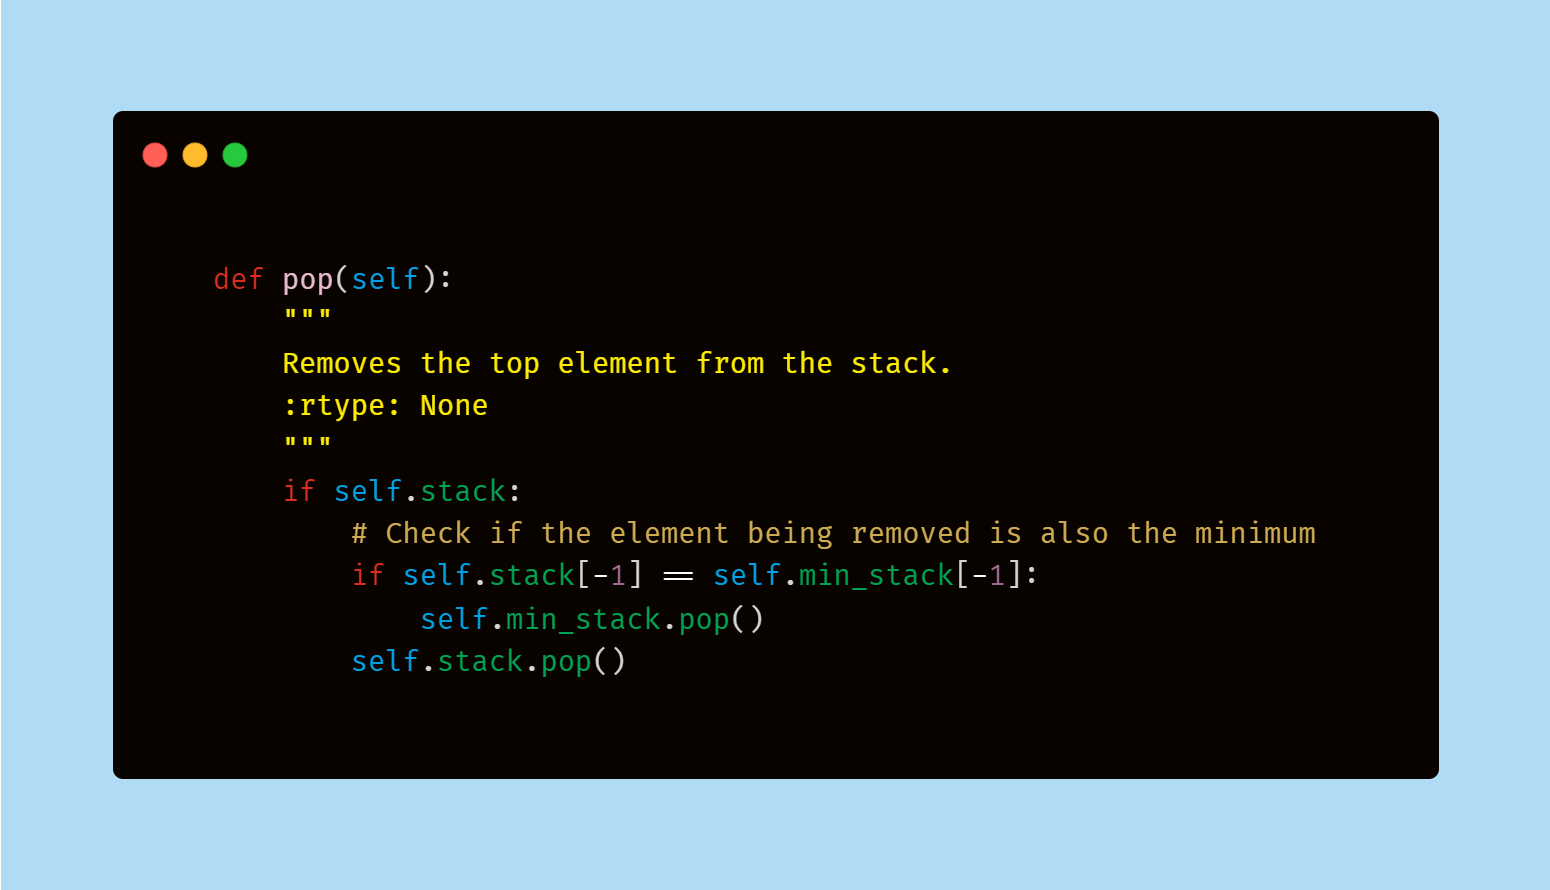 def pop(self):
    """
    Removes the top element from the stack.
    :rtype: None
    """
    if self.stack:
        # Check if the element being removed is also the minimum
        if self.stack[-1] == self.min_stack[-1]:
            self.min_stack.pop()
        self.stack.pop()